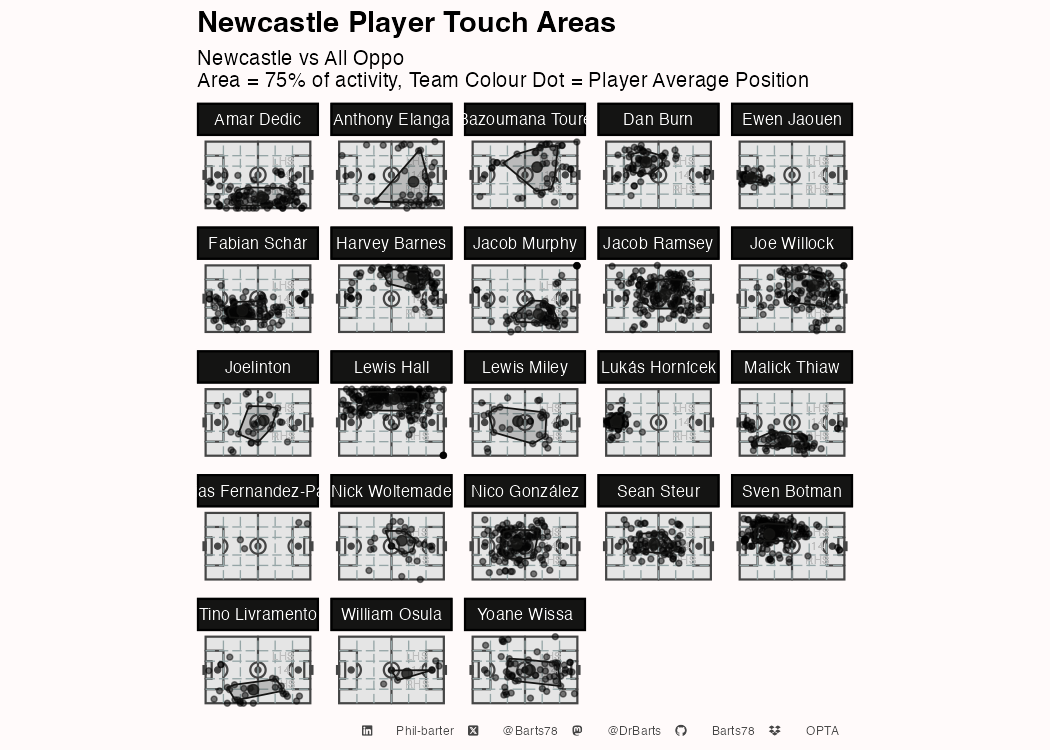 Newcastle Player Touch Areas
Newcastle vs All Oppo
Area = 75% of activity, Team Colour Dot = Player Average Position
Amar Dedic Anthony Elanga Bazoumana Toure Dan Burn Ewen Jaouen
Fabian Schär Harvey Barnes Jacob Murphy Jacob Ramsey Joe Willock
Joelinton Lewis Hall Lewis Miley Lukás Hornícek Malick Thiaw
as Fernandez-Pa Nick Woltemade Nico González Sean Steur Sven Botman
Tino Livramento William Osula Yoane Wissa
Phil-barter @Barts78 @DrBarts Barts78 OPTA